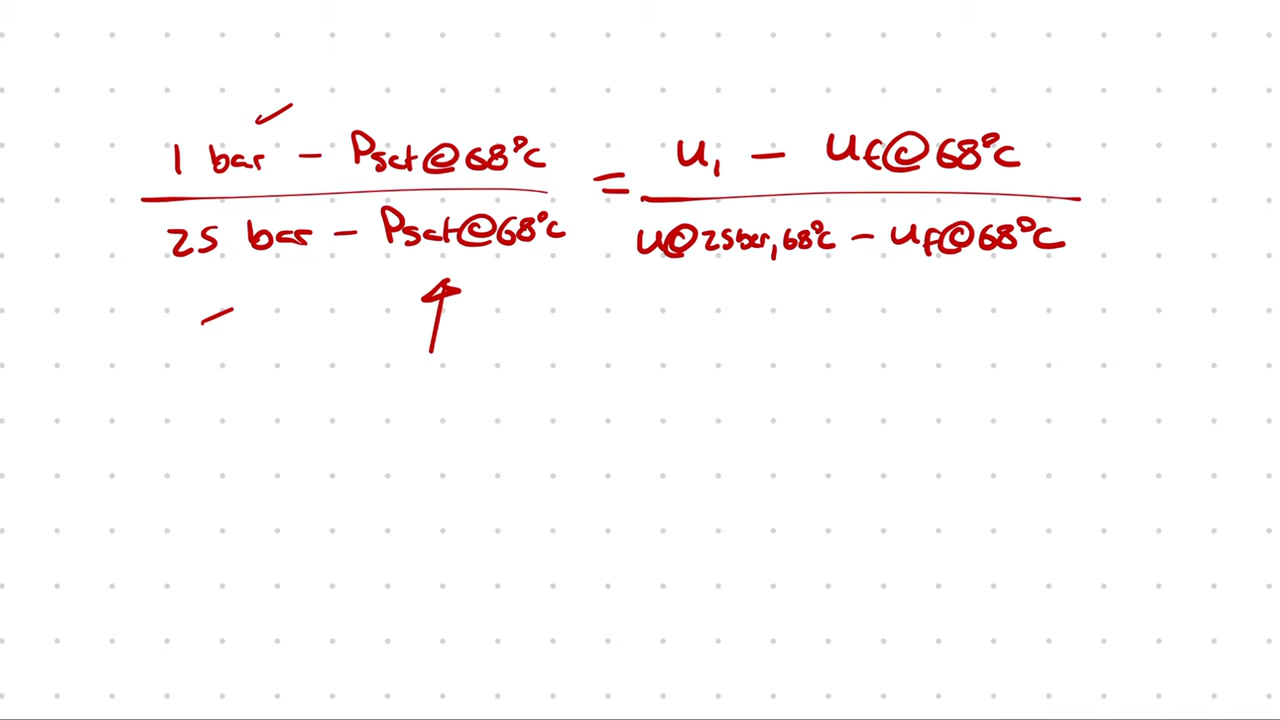 1 bar - Psat@68°C = u₁ - uf@68°C
25 bar - Psat@68°C u@25bar,68°C - uf@68°C